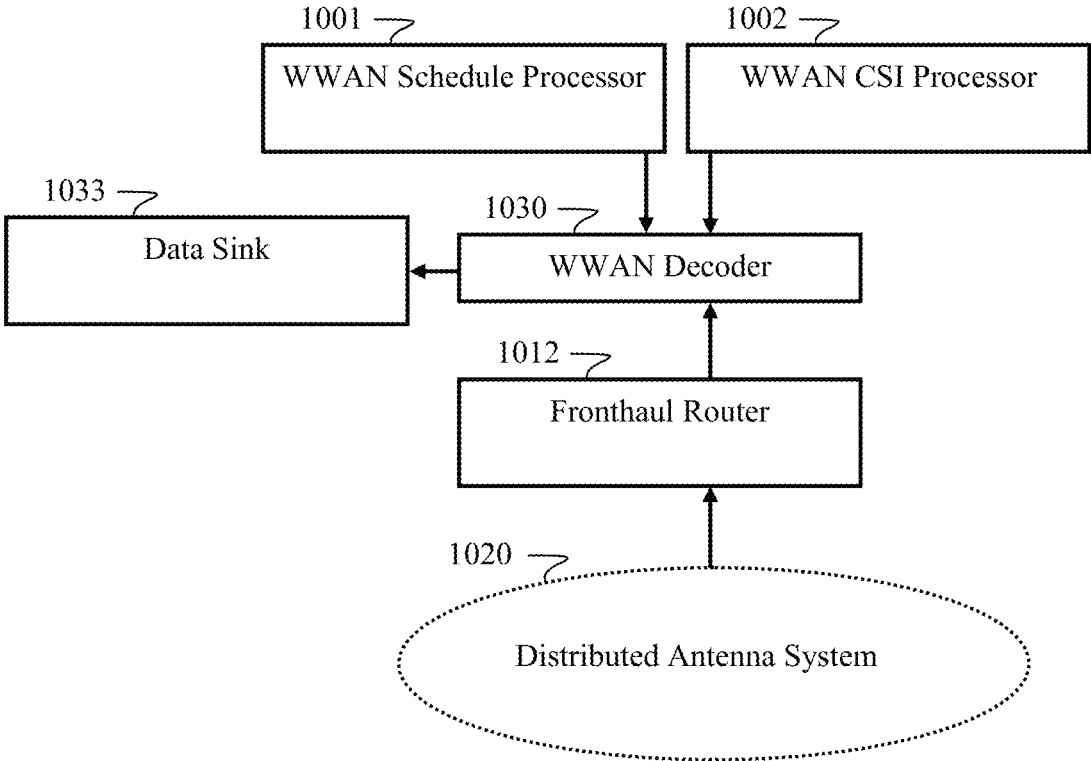 1001
1002
WWAN Schedule Processor
WWAN CSI Processor
1033
1030
Data Sink
WWAN Decoder
1012
Fronthaul Router
1020
Distributed Antenna System